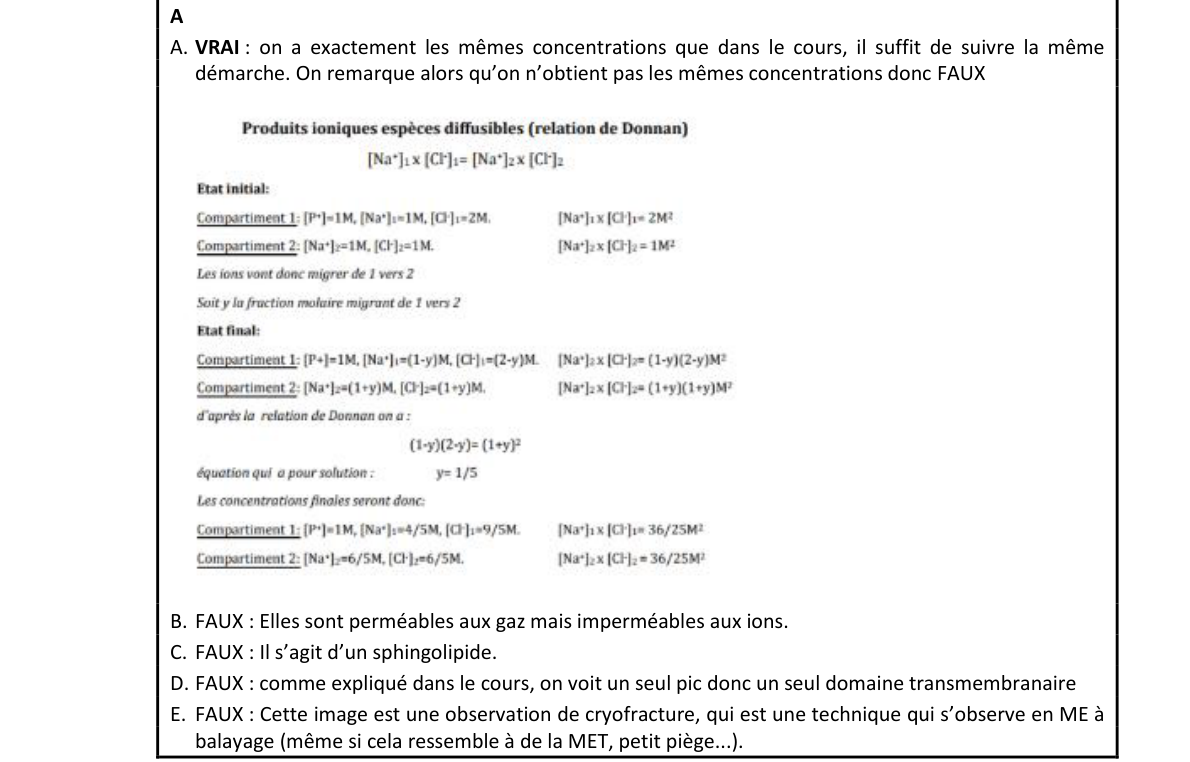 A
A. VRAI : on a exactement les mêmes concentrations que dans le cours, il suffit de suivre la même
démarche. On remarque alors qu’on n’obtient pas les mêmes concentrations donc FAUX
Produits ioniques espèces diffusibles (relation de Donnan)
[Na⁺]₁ x [Cl⁻]₁= [Na⁺]₂ x [Cl⁻]₂
Etat initial:
Compartiment 1: [P⁺]=1M, [Na⁺]₁=1M, [Cl⁻]₁=2M. [Na⁺]₁ x [Cl⁻]₁= 2M²
Compartiment 2: [Na⁺]₂=1M, [Cl⁻]₂=1M. [Na⁺]₂ x [Cl⁻]₂ = 1M²
Les ions vont donc migrer de 1 vers 2
Soit y la fraction molaire migrant de 1 vers 2
Etat final:
Compartiment 1: [P+]=1M, [Na⁺]₁=(1-y)M, [Cl⁻]₁=(2-y)M. [Na⁺]₂ x [Cl⁻]₂= (1-y)(2-y)M²
Compartiment 2: [Na⁺]₂=(1+y)M, [Cl⁻]₂=(1+y)M. [Na⁺]₂ x [Cl⁻]₂= (1+y)(1+y)M²
d’après la relation de Donnan on a :
(1-y)(2-y)= (1+y)²
équation qui a pour solution : y= 1/5
Les concentrations finales seront donc:
Compartiment 1: [P⁺]=1M, [Na⁺]₁=4/5M, [Cl⁻]₁=9/5M. [Na⁺]₁ x [Cl⁻]₁= 36/25M²
Compartiment 2: [Na⁺]₂=6/5M, [Cl⁻]₂=6/5M. [Na⁺]₂ x [Cl⁻]₂ = 36/25M²
B. FAUX : Elles sont perméables aux gaz mais imperméables aux ions.
C. FAUX : Il s’agit d’un sphingolipide.
D. FAUX : comme expliqué dans le cours, on voit un seul pic donc un seul domaine transmembranaire
E. FAUX : Cette image est une observation de cryofracture, qui est une technique qui s’observe en ME à
balayage (même si cela ressemble à de la MET, petit piège...).